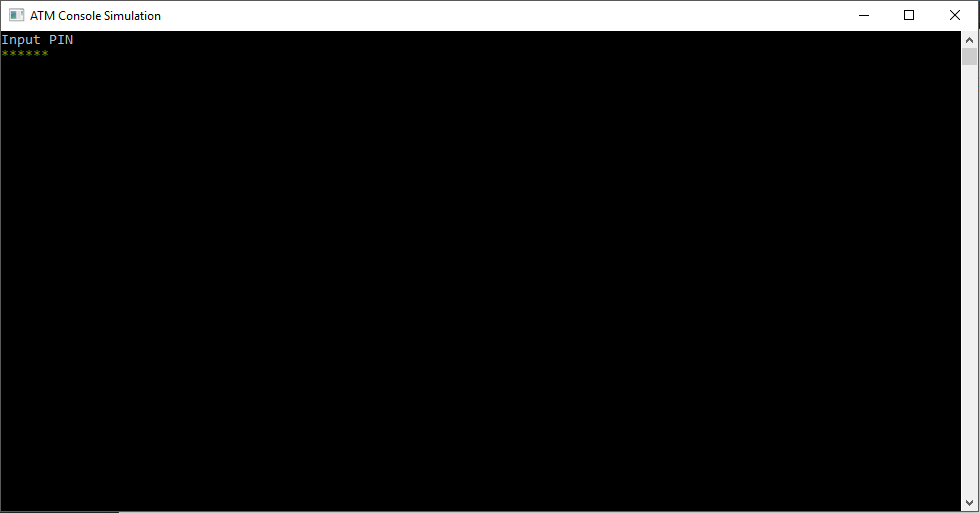 ATM Console Simulation
Input PIN
******